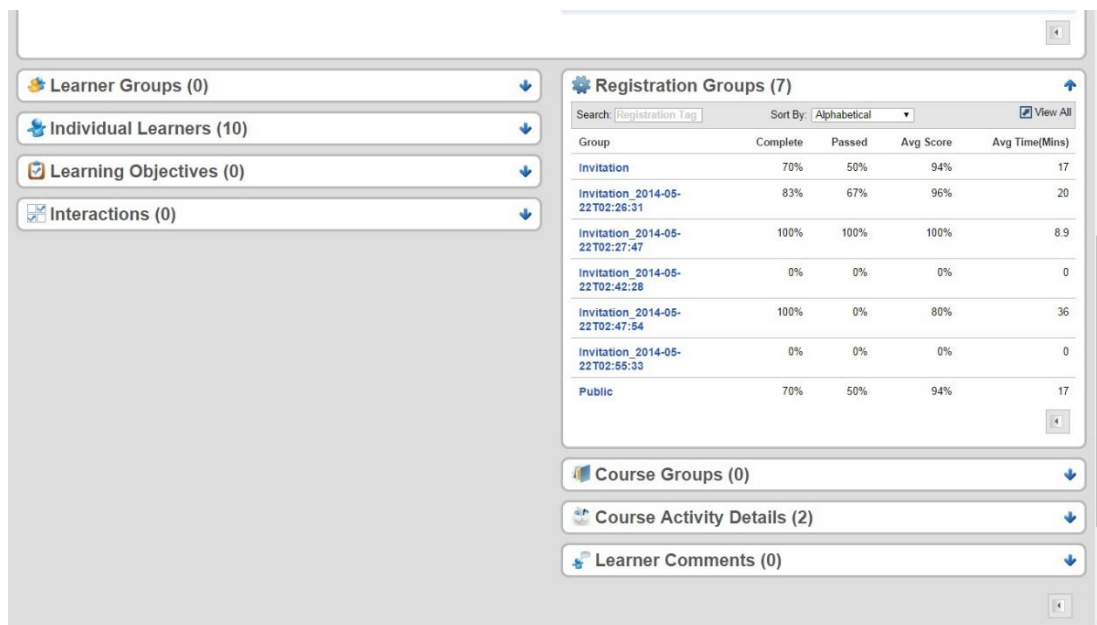 Learner Groups (0)
Individual Learners (10)
Learning Objectives (0)
Interactions (0)
Registration Groups (7)
Search: Registration Tag Sort By: Alphabetical View All
Group Complete Passed Avg Score Avg Time(Mins)
Invitation 70% 50% 94% 17
Invitation_2014-05- 83% 67% 96% 20
22T02:26:31
Invitation_2014-05- 100% 100% 100% 8.9
22T02:27:47
Invitation_2014-05- 0% 0% 0% 0
22T02:42:28
Invitation_2014-05- 100% 0% 80% 36
22T02:47:54
Invitation_2014-05- 0% 0% 0% 0
22T02:55:33
Public 70% 50% 94% 17
Course Groups (0)
Course Activity Details (2)
Learner Comments (0)